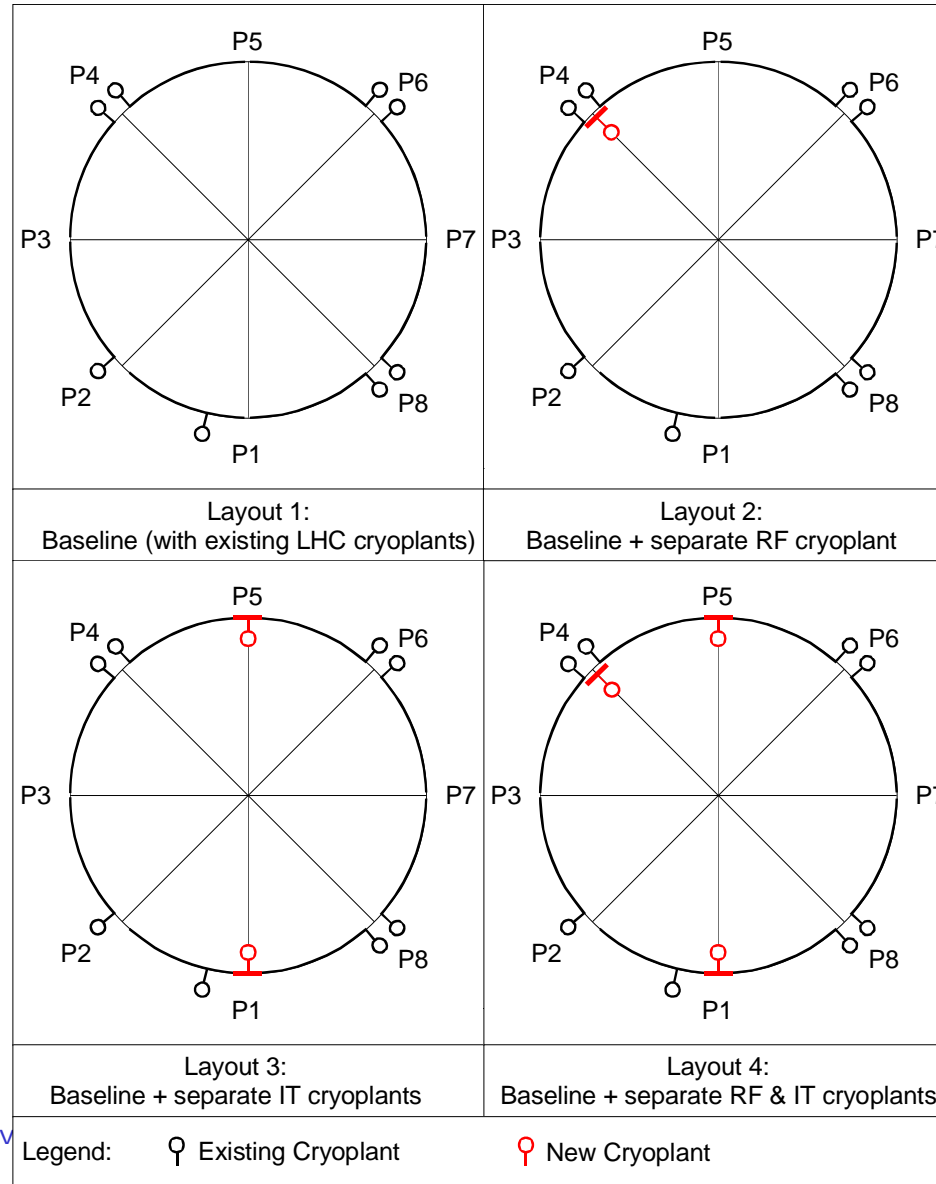 P5
P4
P6
P3
P7
P2
P8
P1
Layout 1:
Baseline (with existing LHC cryoplants)
P5
P4
P6
P3
P7
P2
P8
P1
Layout 2:
Baseline + separate RF cryoplant
P5
P4
P6
P3
P7
P2
P8
P1
Layout 3:
Baseline + separate IT cryoplants
P5
P4
P6
P3
P7
P2
P8
P1
Layout 4:
Baseline + separate RF & IT cryoplants
Legend: Existing Cryoplant New Cryoplant